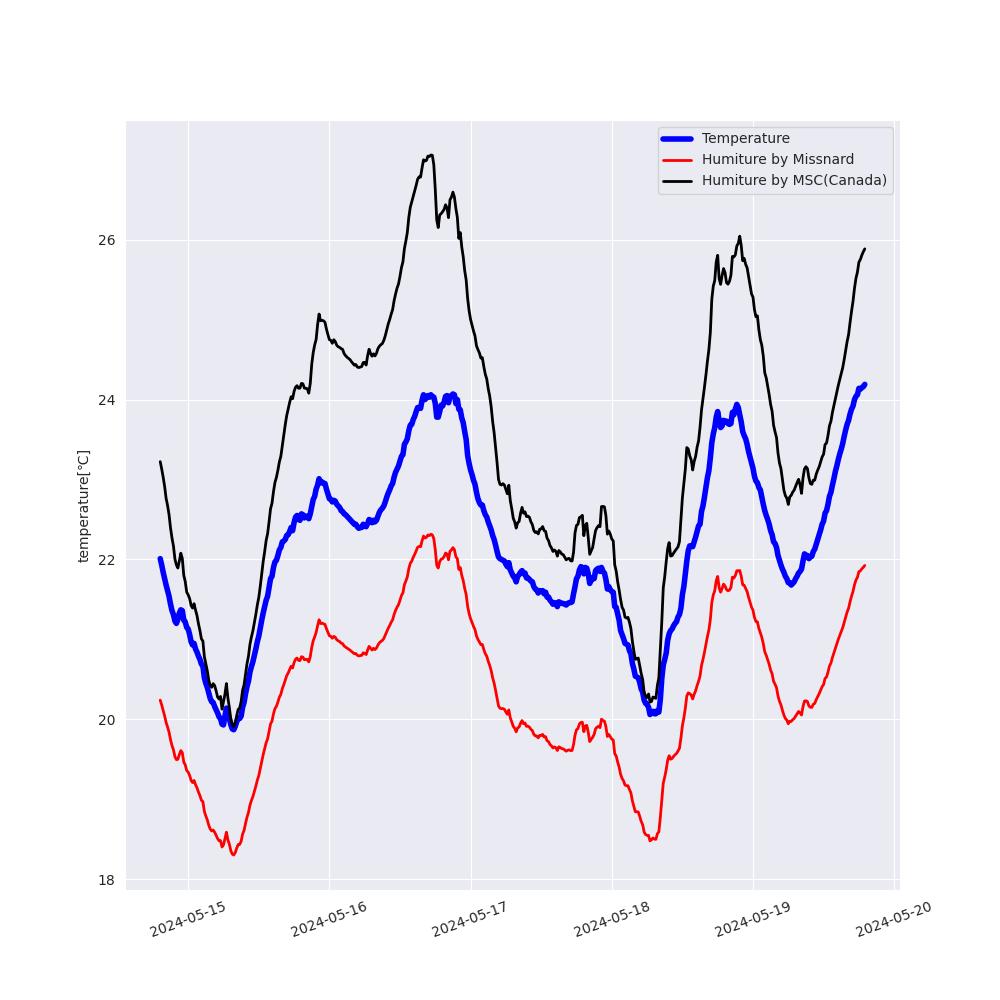 Temperature
Humiture by Missnard
Humiture by MSC(Canada)
temperature[℃]
26
24
22
20
18
2024-05-15
2024-05-16
2024-05-17
2024-05-18
2024-05-19
2024-05-20